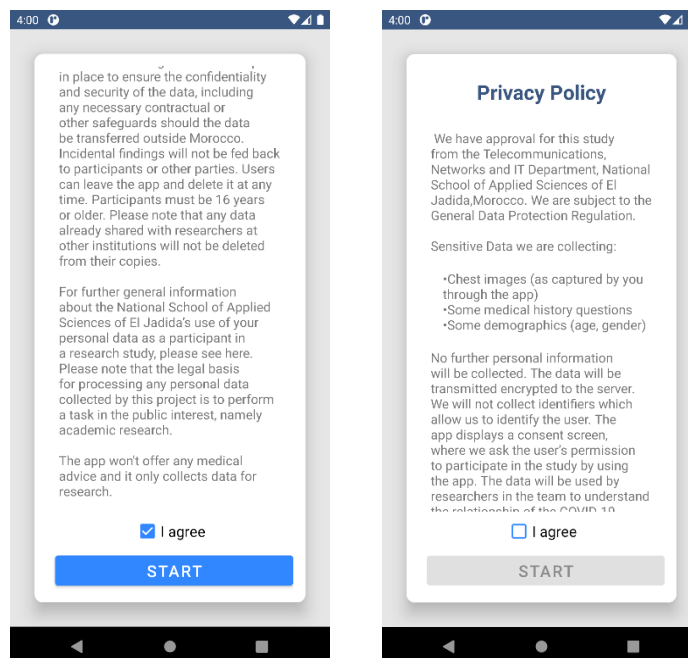 4:00
in place to ensure the confidentiality
and security of the data, including
any necessary contractual or
other safeguards should the data
be transferred outside Morocco.
Incidental findings will not be fed back
to participants or other parties. Users
can leave the app and delete it at any
time. Participants must be 16 years
or older. Please note that any data
already shared with researchers at
other institutions will not be deleted
from their copies.
For further general information
about the National School of Applied
Sciences of El Jadida's use of your
personal data as a participant in
a research study, please see here.
Please note that the legal basis
for processing any personal data
collected by this project is to perform
a task in the public interest, namely
academic research.
The app won't offer any medical
advice and it only collects data for
research.
I agree
START
4:00
Privacy Policy
We have approval for this study
from the Telecommunications,
Networks and IT Department, National
School of Applied Sciences of El
Jadida,Morocco. We are subject to the
General Data Protection Regulation.
Sensitive Data we are collecting:
•Chest images (as captured by you
through the app)
•Some medical history questions
•Some demographics (age, gender)
No further personal information
will be collected. The data will be
transmitted encrypted to the server.
We will not collect identifiers which
allow us to identify the user. The
app displays a consent screen,
where we ask the user's permission
to participate in the study by using
the app. The data will be used by
researchers in the team to understand
the relationship of the COVID-19
I agree
START